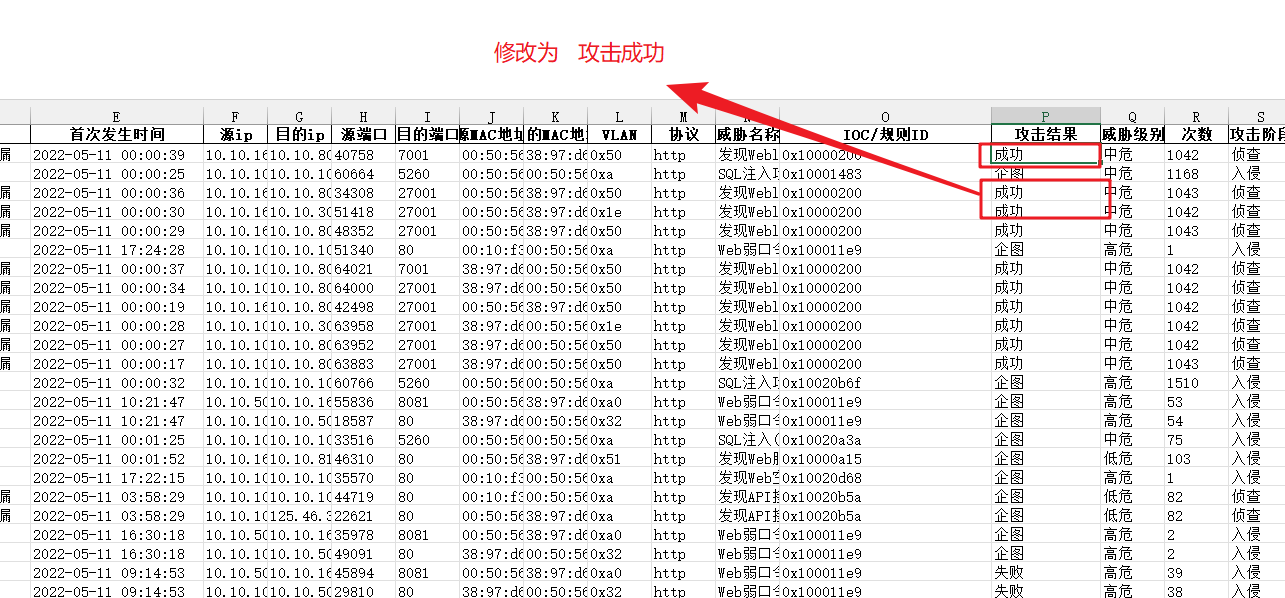 修改为 攻击成功
E F G H I J K L M N O P Q R S
首次发生时间 源ip 目的ip 源端口 目的端口 源MAC地址 的MAC地 VLAN 协议 威胁名称 IOC/规则ID 攻击结果 威胁级别 次数 攻击阶段
属 2022-05-11 00:00:39 10.10.16 10.10.80 40758 7001 00:50:56 38:97:d6 0x50 http 发现Webl 0x10000200 成功 中危 1042 侦查
2022-05-11 00:00:25 10.10.10 10.10.10 60664 5260 00:50:56 00:50:56 0xa http SQL注入攻 0x10001483 企图 中危 1168 入侵
属 2022-05-11 00:00:36 10.10.16 10.10.80 34308 27001 00:50:56 38:97:d6 0x50 http 发现Webl 0x10000200 成功 中危 1043 侦查
属 2022-05-11 00:00:30 10.10.16 10.10.30 51418 27001 00:50:56 38:97:d6 0x1e http 发现Webl 0x10000200 成功 中危 1042 侦查
属 2022-05-11 00:00:29 10.10.16 10.10.80 48352 27001 00:50:56 38:97:d6 0x50 http 发现Webl 0x10000200 成功 中危 1043 侦查
2022-05-11 17:24:28 10.10.10 10.10.10 51340 80 00:10:f3 00:50:56 0xa http Web弱口令 0x100011e9 企图 高危 1 入侵
属 2022-05-11 00:00:37 10.10.16 10.10.80 64021 7001 38:97:d6 00:50:56 0x50 http 发现Webl 0x10000200 成功 中危 1042 侦查
属 2022-05-11 00:00:34 10.10.10 10.10.80 64000 27001 38:97:d6 00:50:56 0x50 http 发现Webl 0x10000200 成功 中危 1042 侦查
属 2022-05-11 00:00:19 10.10.16 10.10.80 42498 27001 00:50:56 38:97:d6 0x50 http 发现Webl 0x10000200 成功 中危 1042 侦查
属 2022-05-11 00:00:28 10.10.10 10.10.30 63958 27001 38:97:d6 00:50:56 0x1e http 发现Webl 0x10000200 成功 中危 1042 侦查
属 2022-05-11 00:00:27 10.10.10 10.10.80 63952 27001 38:97:d6 00:50:56 0x50 http 发现Webl 0x10000200 成功 中危 1042 侦查
属 2022-05-11 00:00:17 10.10.10 10.10.80 63883 27001 38:97:d6 00:50:56 0x50 http 发现Webl 0x10000200 成功 中危 1043 侦查
2022-05-11 00:00:32 10.10.10 10.10.10 60766 5260 00:50:56 00:50:56 0xa http SQL注入攻 0x10020b6f 企图 高危 1510 入侵
2022-05-11 10:21:47 10.10.50 10.10.16 55836 8081 00:50:56 38:97:d6 0xa0 http Web弱口令 0x100011e9 企图 高危 53 入侵
2022-05-11 10:21:47 10.10.16 10.10.50 18587 80 38:97:d6 00:50:56 0x32 http Web弱口令 0x100011e9 企图 高危 54 入侵
2022-05-11 00:01:25 10.10.10 10.10.10 33516 5260 00:50:56 00:50:56 0xa http SQL注入( 0x10020a3a 企图 中危 75 入侵
2022-05-11 00:01:52 10.10.16 10.10.81 46310 80 00:50:56 38:97:d6 0x51 http 发现Web服 0x10000a15 企图 低危 103 入侵
2022-05-11 17:22:15 10.10.10 10.10.10 35570 80 00:10:f3 00:50:56 0xa http 发现Web 0x10020d68 企图 高危 1 入侵
属 2022-05-11 03:58:29 10.10.10 10.10.10 44719 80 00:10:f3 00:50:56 0xa http 发现API接 0x10020b5a 企图 低危 82 侦查
属 2022-05-11 03:58:29 10.10.10 125.46.3 22621 80 00:50:56 00:50:56 0xa http 发现API接 0x10020b5a 企图 低危 82 侦查
2022-05-11 16:30:18 10.10.50 10.10.16 35978 8081 00:50:56 38:97:d6 0xa0 http Web弱口令 0x100011e9 企图 高危 2 入侵
2022-05-11 16:30:18 10.10.16 10.10.50 49091 80 38:97:d6 00:50:56 0x32 http Web弱口令 0x100011e9 企图 高危 2 入侵
2022-05-11 09:14:53 10.10.50 10.10.16 45894 8081 00:50:56 38:97:d6 0xa0 http Web弱口令 0x100011e9 失败 高危 39 入侵
2022-05-11 09:14:53 10.10.16 10.10.50 29810 80 38:97:d6 00:50:56 0x32 http Web弱口令 0x100011e9 失败 高危 38 入侵